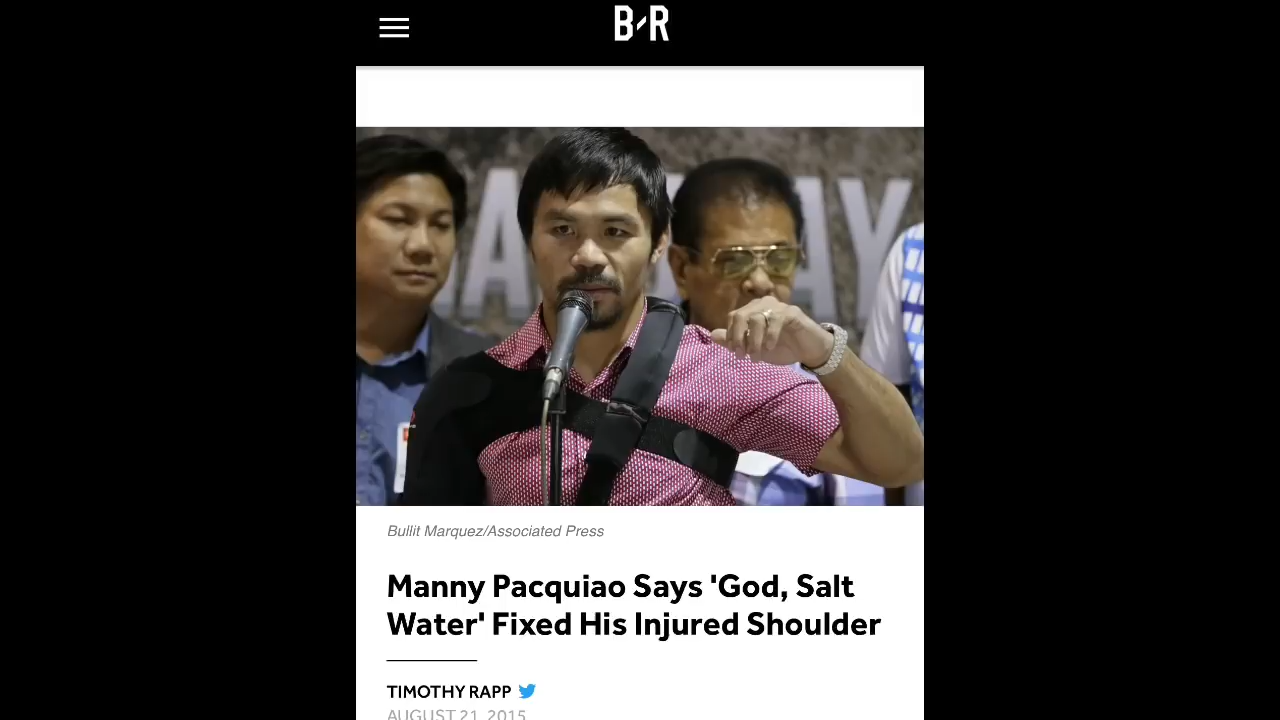 B/R
Bullit Marquez/Associated Press
Manny Pacquiao Says 'God, Salt
Water' Fixed His Injured Shoulder
TIMOTHY RAPP
AUGUST 21, 2015